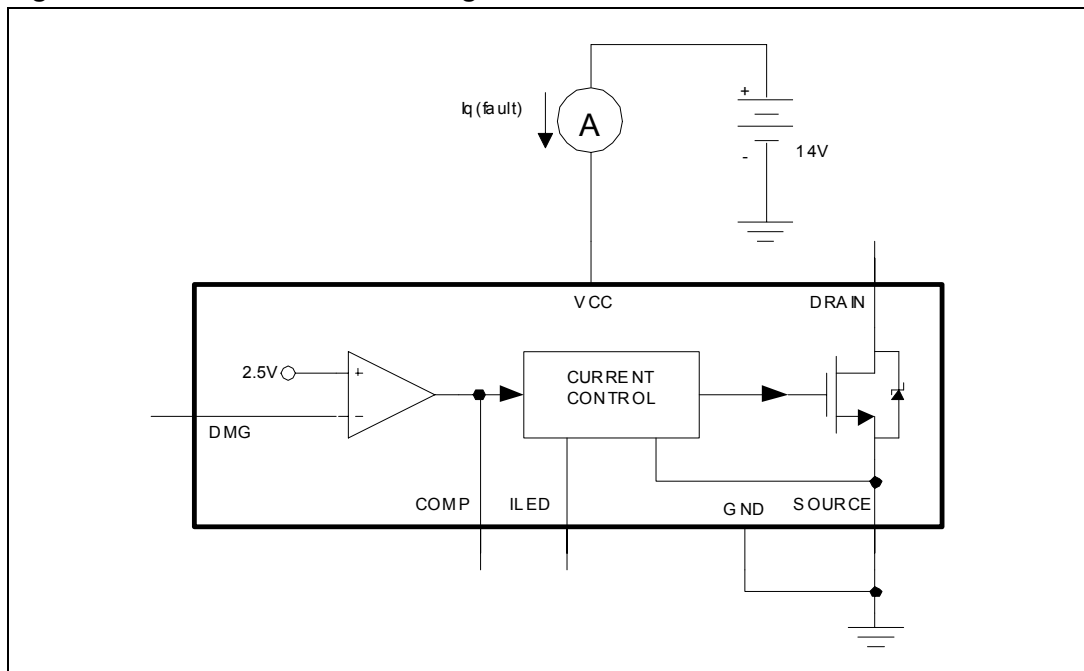 Iq(fault)
A
+
-
14V
VCC
DRAIN
2.5V
+
-
DMG
CURRENT
CONTROL
COMP
ILED
GND
SOURCE